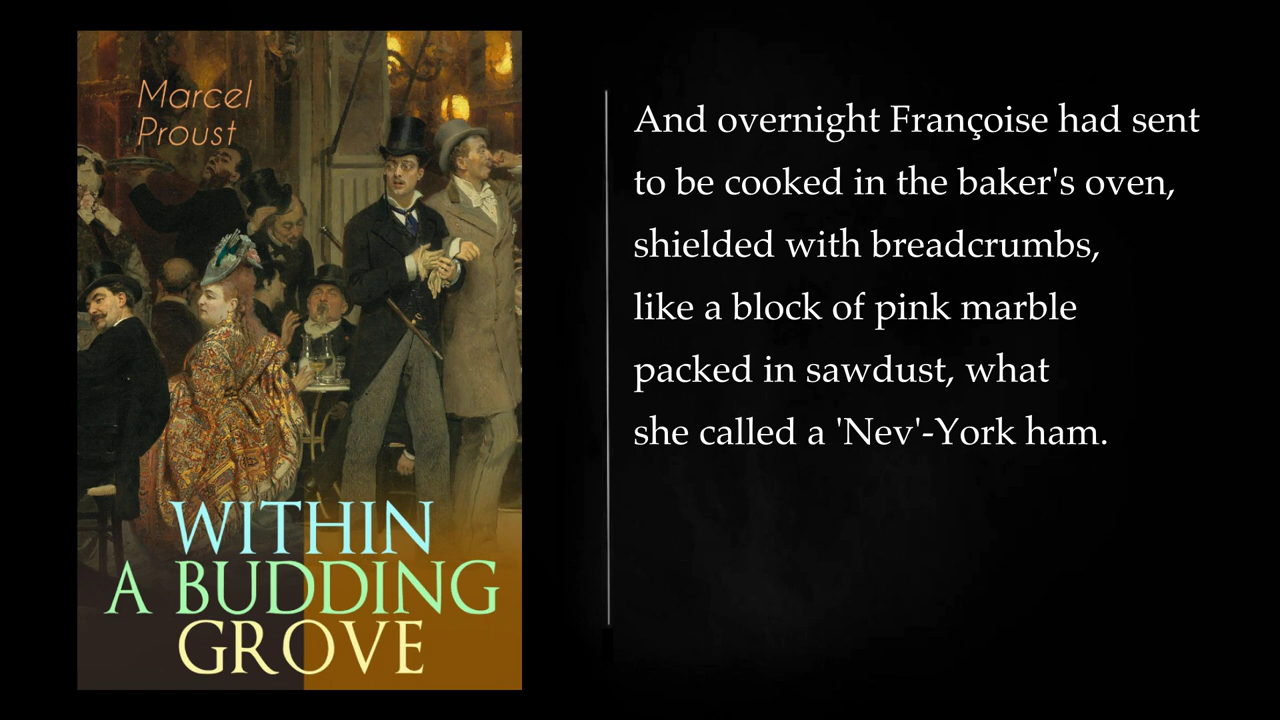 Marcel
Proust
WITHIN
A BUDDING
GROVE
And overnight Françoise had sent
to be cooked in the baker's oven,
shielded with breadcrumbs,
like a block of pink marble
packed in sawdust, what
she called a 'Nev'-York ham.